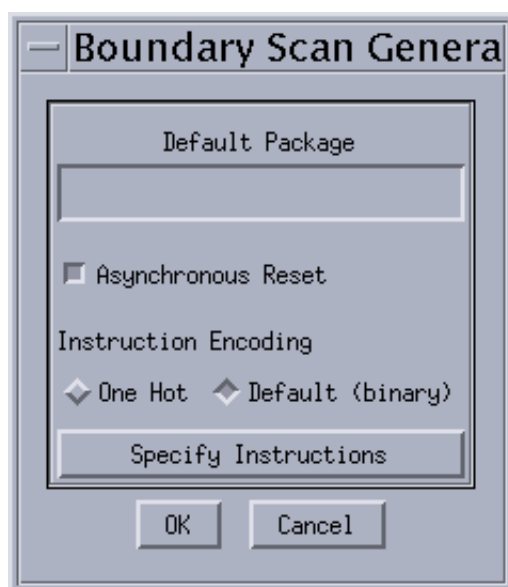 Boundary Scan Genera
Default Package
Asynchronous Reset
Instruction Encoding
One Hot Default (binary)
Specify Instructions
OK Cancel